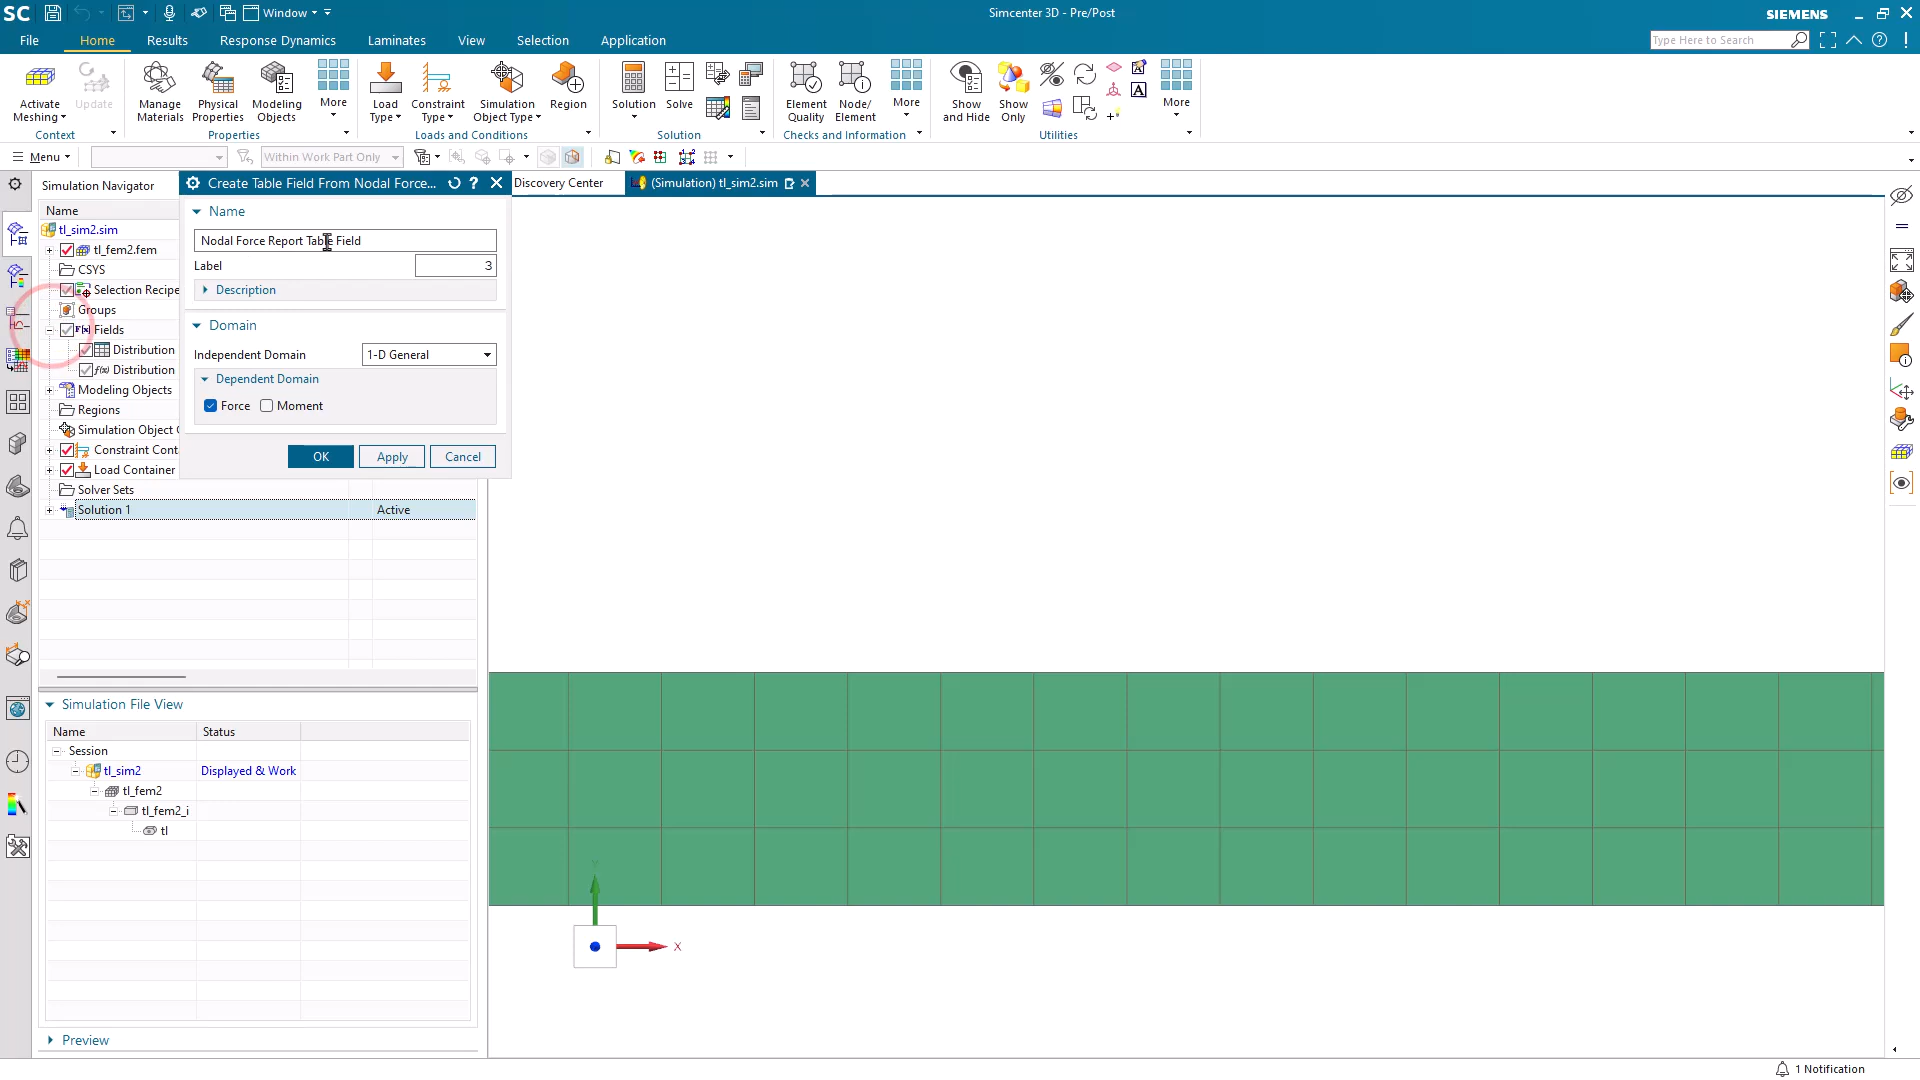 SC
Window
Simcenter 3D - Pre/Post
SIEMENS
File
Home
Results
Response Dynamics
Laminates
View
Selection
Application
Type Here to Search
Activate Meshing
Update
Manage Materials
Physical Properties
Modeling Objects
More
Load Type
Constraint Type
Simulation Object Type
Region
Solution
Solve
Element Quality
Node/ Element
More
Show and Hide
Show Only
More
Context
Properties
Loads and Conditions
Solution
Checks and Information
Utilities
Menu
Within Work Part Only
Simulation Navigator
Create Table Field From Nodal Force...
Discovery Center
(Simulation) tl_sim2.sim
Name
tl_sim2.sim
tl_fem2.fem
CSYS
Selection Recipe
Groups
Fields
Distribution
Distribution
Modeling Objects
Regions
Simulation Object
Constraint Cont
Load Container
Solver Sets
Solution 1
Active
Name
Nodal Force Report Table Field
Label
3
Description
Domain
Independent Domain
1-D General
Dependent Domain
Force
Moment
OK
Apply
Cancel
Simulation File View
Name
Status
Session
tl_sim2
Displayed & Work
tl_fem2
tl_fem2_i
tl
Preview
X
1 Notification